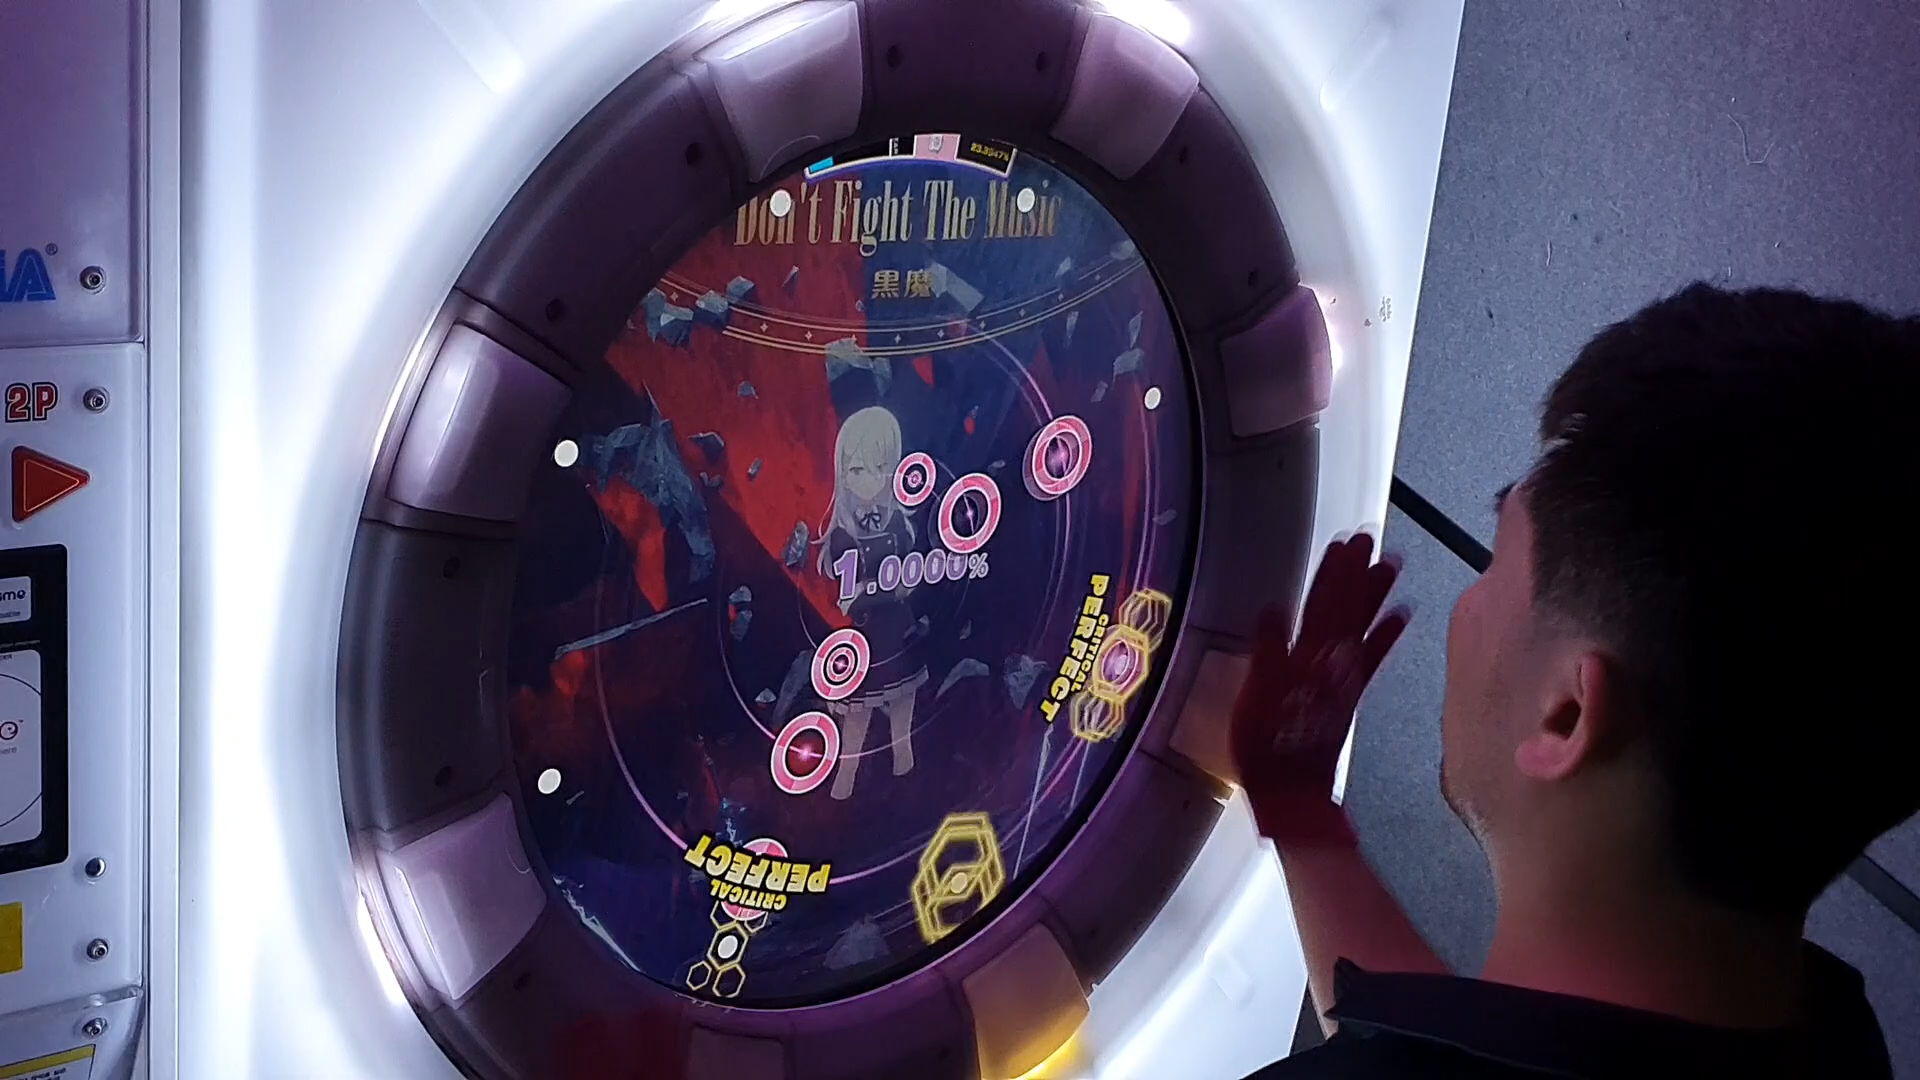 Don't Fight The Music
黒魔
1.0000%
CRITICAL
PERFECT
CRITICAL
PERFECT
2P